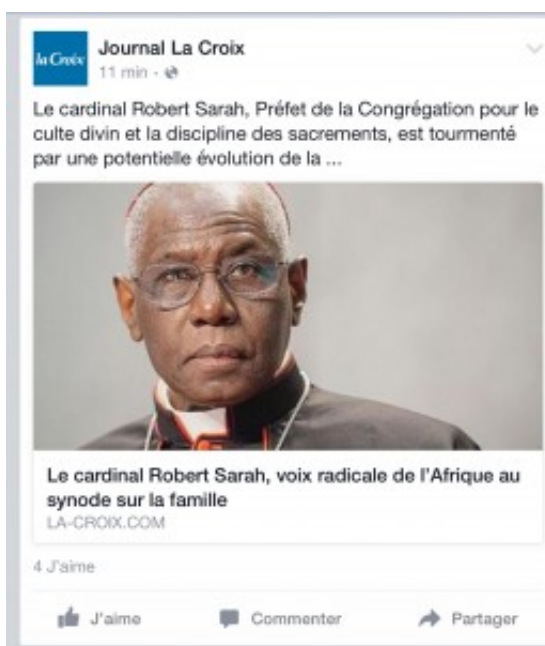 la Croix
Journal La Croix
11 min ·
Le cardinal Robert Sarah, Préfet de la Congrégation pour le
culte divin et la discipline des sacrements, est tourmenté
par une potentielle évolution de la ...
Le cardinal Robert Sarah, voix radicale de l'Afrique au
synode sur la famille
LA-CROIX.COM
4 J'aime
J'aime Commenter Partager